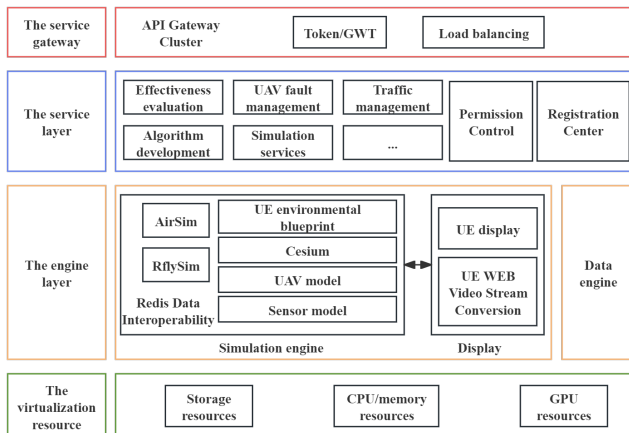 The service
gateway
API Gateway
Cluster
Token/GWT
Load balancing
The service
layer
Effectiveness
evaluation
UAV fault
management
Traffic
management
Algorithm
development
Simulation
services
...
Permission
Control
Registration
Center
The engine
layer
AirSim
RflySim
Redis Data
Interoperability
UE environmental
blueprint
Cesium
UAV model
Sensor model
Simulation engine
UE display
UE WEB
Video Stream
Conversion
Display
Data
engine
The
virtualization
resource
Storage
resources
CPU/memory
resources
GPU
resources